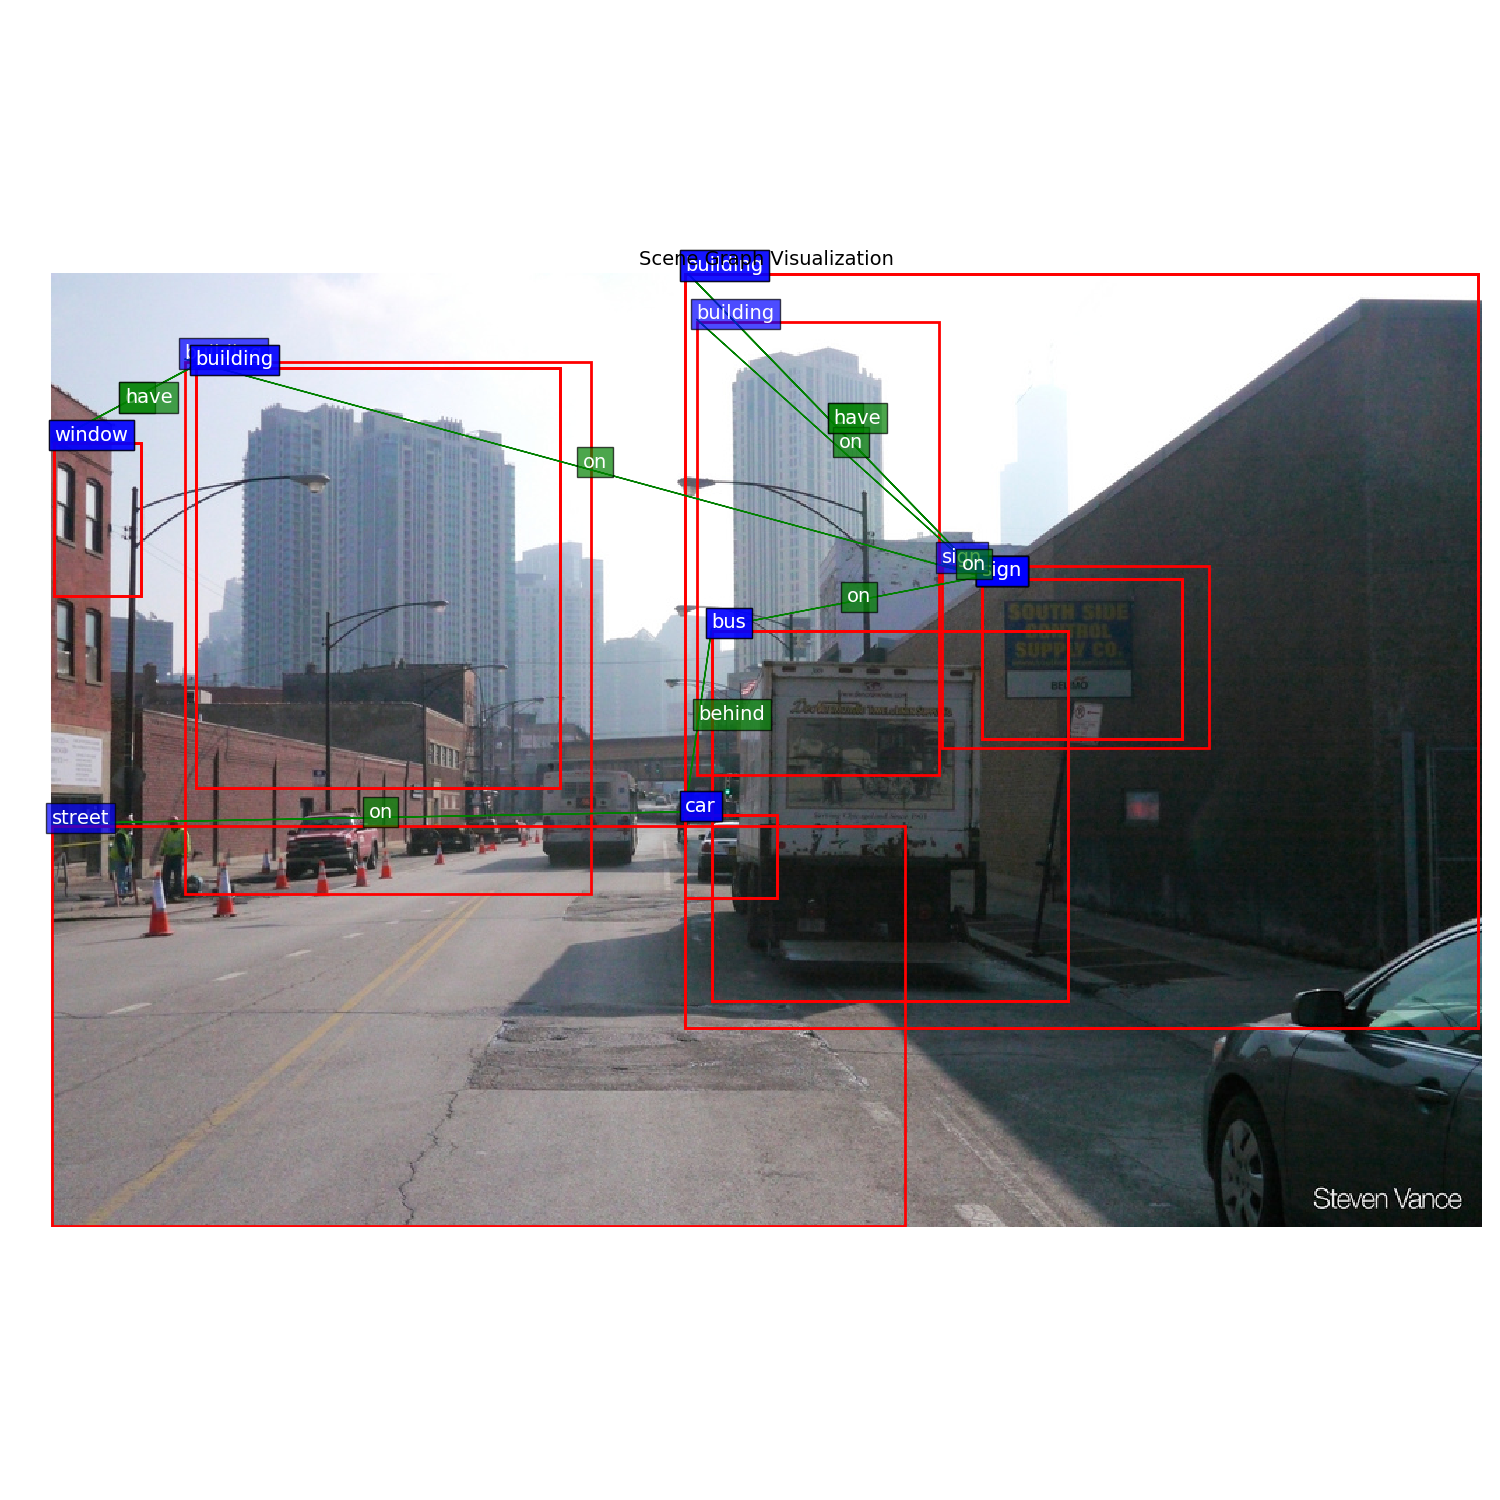 Scene Graph Visualization
building
building
building
building
have
window
have
on
on
sign
on
sign
on
bus
SOUTH SIDE
CONTROL
SUPPLY CO.
behind
car
street
on
Steven Vance